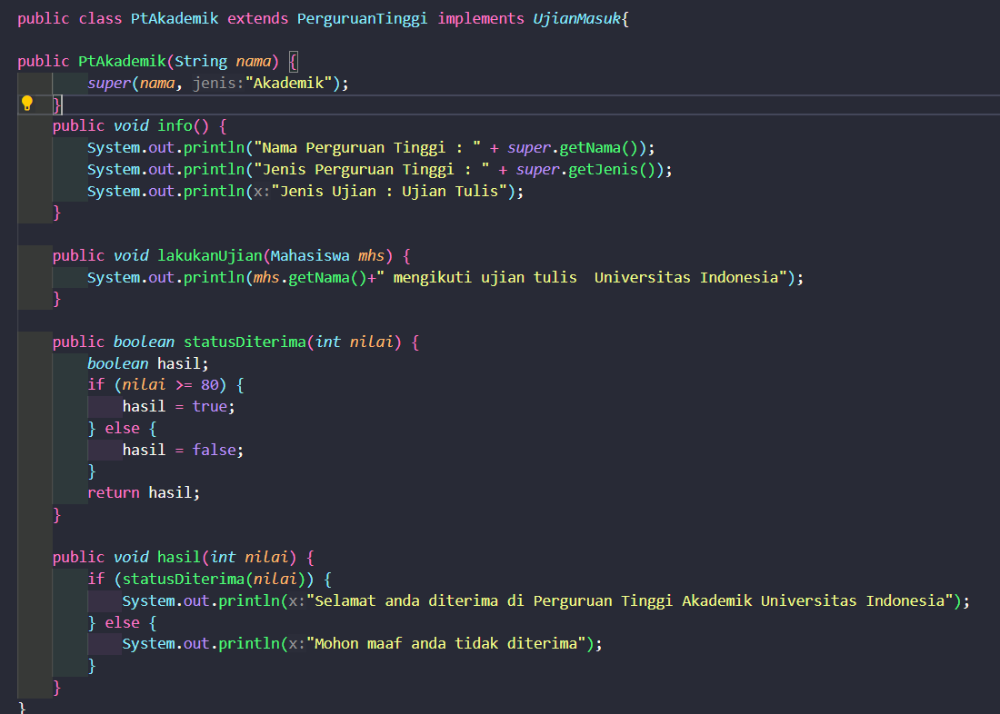 public class PtAkademik extends PerguruanTinggi implements UjianMasuk{
public PtAkademik(String nama) {
super(nama, jenis:"Akademik");
}
public void info() {
System.out.println("Nama Perguruan Tinggi : " + super.getNama());
System.out.println("Jenis Perguruan Tinggi : " + super.getJenis());
System.out.println(x:"Jenis Ujian : Ujian Tulis");
}
public void lakukanUjian(Mahasiswa mhs) {
System.out.println(mhs.getNama()+" mengikuti ujian tulis  Universitas Indonesia");
}
public boolean statusDiterima(int nilai) {
boolean hasil;
if (nilai >= 80) {
hasil = true;
} else {
hasil = false;
}
return hasil;
}
public void hasil(int nilai) {
if (statusDiterima(nilai)) {
System.out.println(x:"Selamat anda diterima di Perguruan Tinggi Akademik Universitas Indonesia");
} else {
System.out.println(x:"Mohon maaf anda tidak diterima");
}
}
}